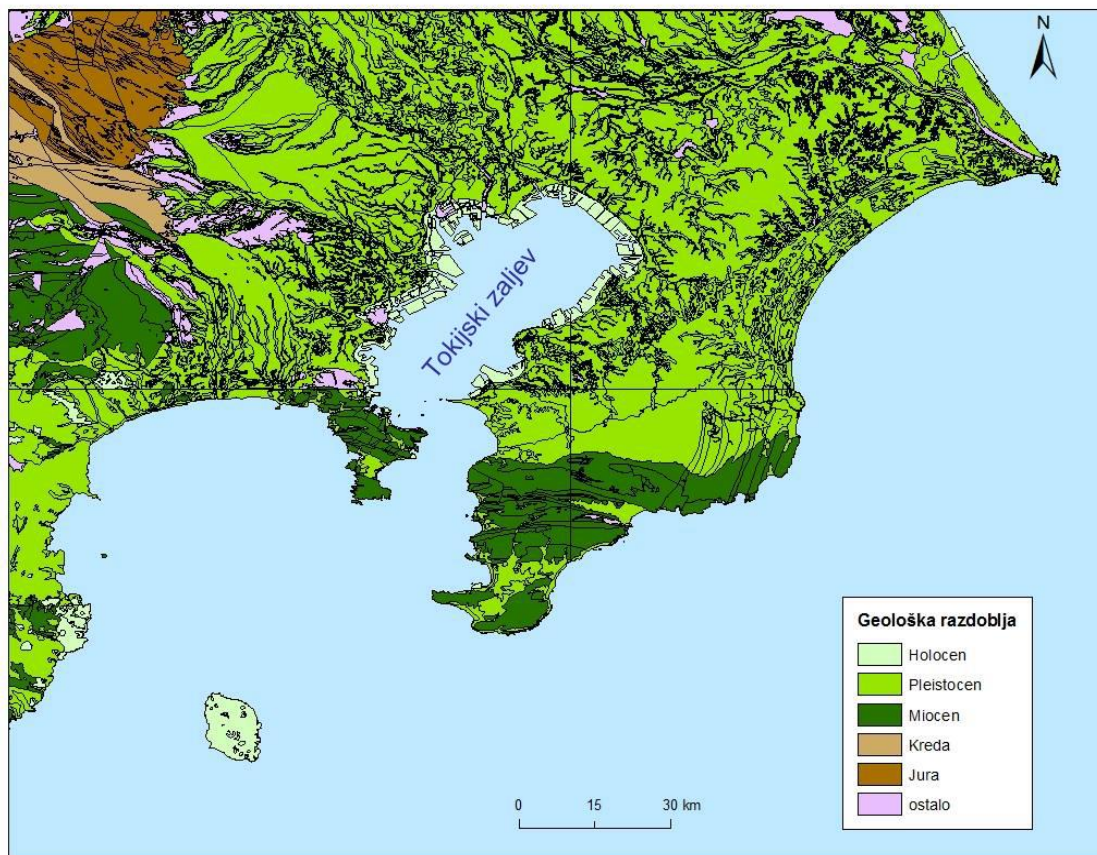 N
Tokijski zaljev
Geološka razdoblja
Holocen
Pleistocen
Miocen
Kreda
Jura
ostalo
0 15 30 km